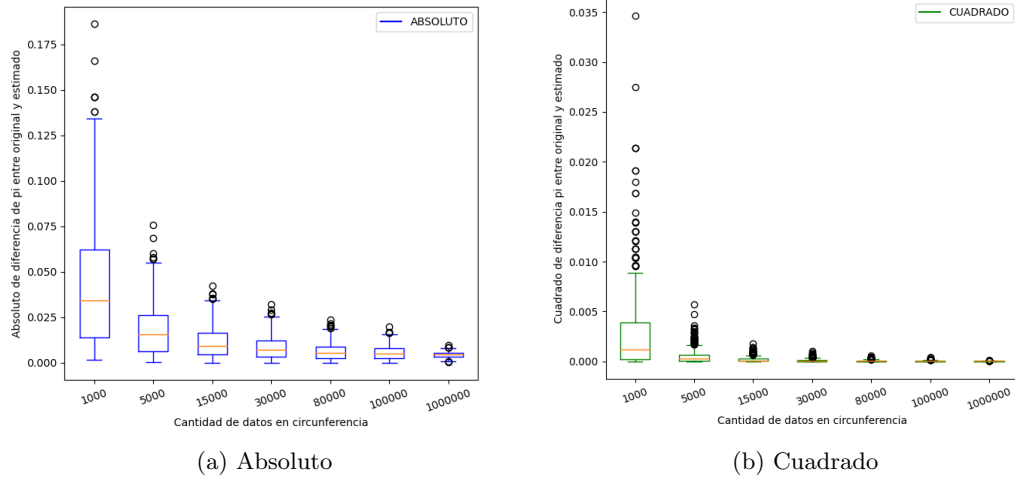 ABSOLUTO
Absoluto de diferencia de pi entre original y estimado
0.175
0.150
0.125
0.100
0.075
0.050
0.025
0.000
1000 5000 15000 30000 80000 100000 1000000
Cantidad de datos en circunferencia
(a) Absoluto
CUADRADO
Cuadrado de diferencia pi entre original y estimado
0.035
0.030
0.025
0.020
0.015
0.010
0.005
0.000
1000 5000 15000 30000 80000 100000 1000000
Cantidad de datos en circunferencia
(b) Cuadrado